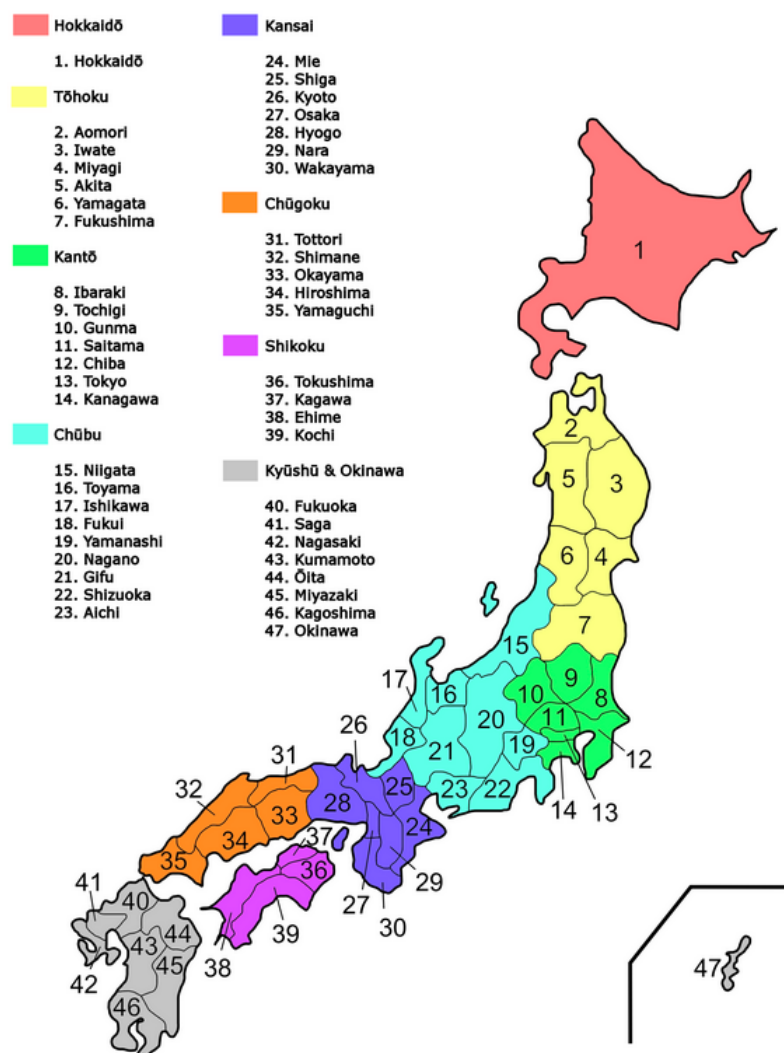 Hokkaidō
1. Hokkaidō
Tōhoku
2. Aomori
3. Iwate
4. Miyagi
5. Akita
6. Yamagata
7. Fukushima
Kantō
8. Ibaraki
9. Tochigi
10. Gunma
11. Saitama
12. Chiba
13. Tokyo
14. Kanagawa
Chūbu
15. Niigata
16. Toyama
17. Ishikawa
18. Fukui
19. Yamanashi
20. Nagano
21. Gifu
22. Shizuoka
23. Aichi
Kansai
24. Mie
25. Shiga
26. Kyoto
27. Osaka
28. Hyogo
29. Nara
30. Wakayama
Chūgoku
31. Tottori
32. Shimane
33. Okayama
34. Hiroshima
35. Yamaguchi
Shikoku
36. Tokushima
37. Kagawa
38. Ehime
39. Kochi
Kyūshū & Okinawa
40. Fukuoka
41. Saga
42. Nagasaki
43. Kumamoto
44. Ōita
45. Miyazaki
46. Kagoshima
47. Okinawa
1
2
5
3
6
4
7
15
17
16
10
9
8
18
20
11
21
19
12
26
14
13
31
25
23
22
32
28
33
24
34
37
35
36
29
27
30
41
40
39
38
43
44
42
45
46
47